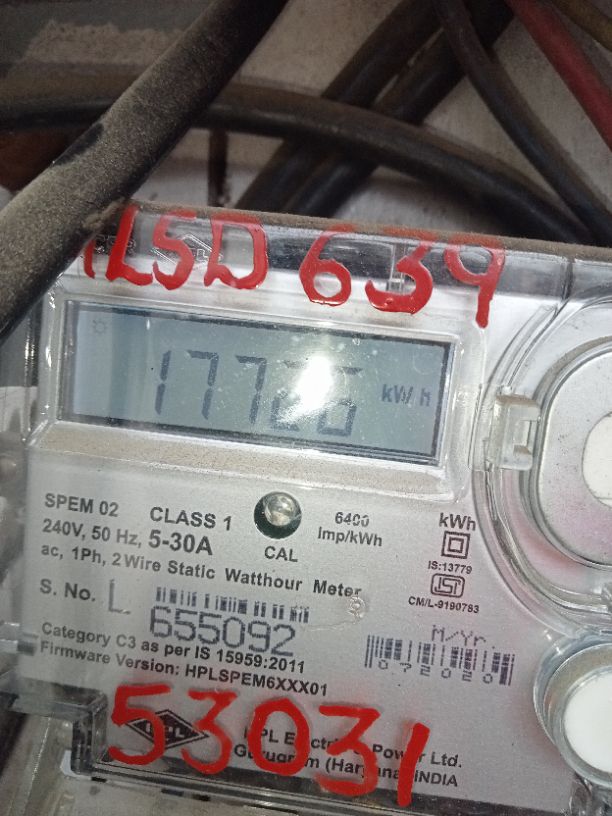 LSD 639
17726 kW h
SPEM 02 CLASS 1
240V, 50 Hz, 5-30A
CAL
6400
imp/kWh
kWh
IS:13779
CM/L-9190783
ac, 1Ph, 2 Wire Static Watthour Meter
S. No. L
655092
M/Yr.
072020
Category C3 as per IS 15959:2011
Firmware Version: HPLSPEM6XXX01
53031
HPL Electric Power Ltd.
Gurugram (Haryana) INDIA